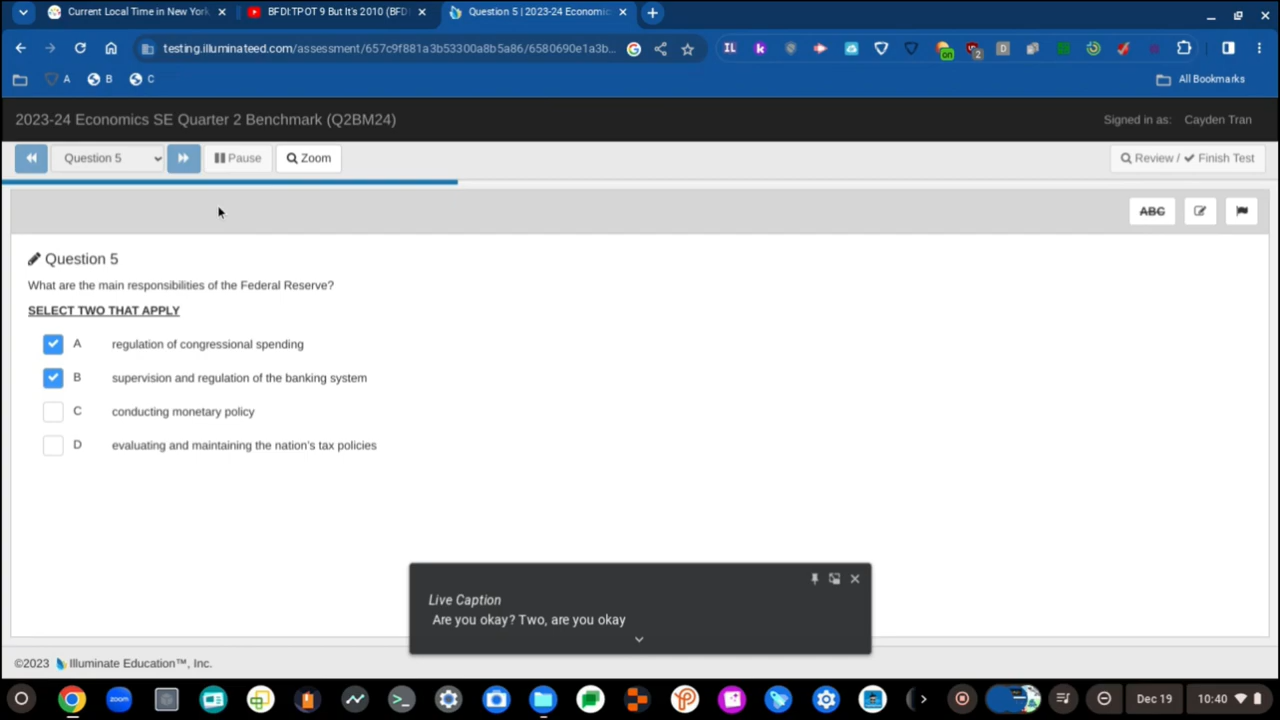 Current Local Time in New York
BFDI:TPOT 9 But It's 2010 (BFD
Question 5 | 2023-24 Economic
testing.illuminateed.com/assessment/657c9f881a3b53300a8b5a86/6580690e1a3b...
IL
k
D
on
2
A
B
C
All Bookmarks
2023-24 Economics SE Quarter 2 Benchmark (Q2BM24)
Signed in as: Cayden Tran
Question 5
Pause
Zoom
Review / Finish Test
ABC
Question 5
What are the main responsibilities of the Federal Reserve?
SELECT TWO THAT APPLY
A regulation of congressional spending
B supervision and regulation of the banking system
C conducting monetary policy
D evaluating and maintaining the nation's tax policies
Live Caption
Are you okay? Two, are you okay
©2023 Illuminate Education™, Inc.
zoom
Dec 19
10:40